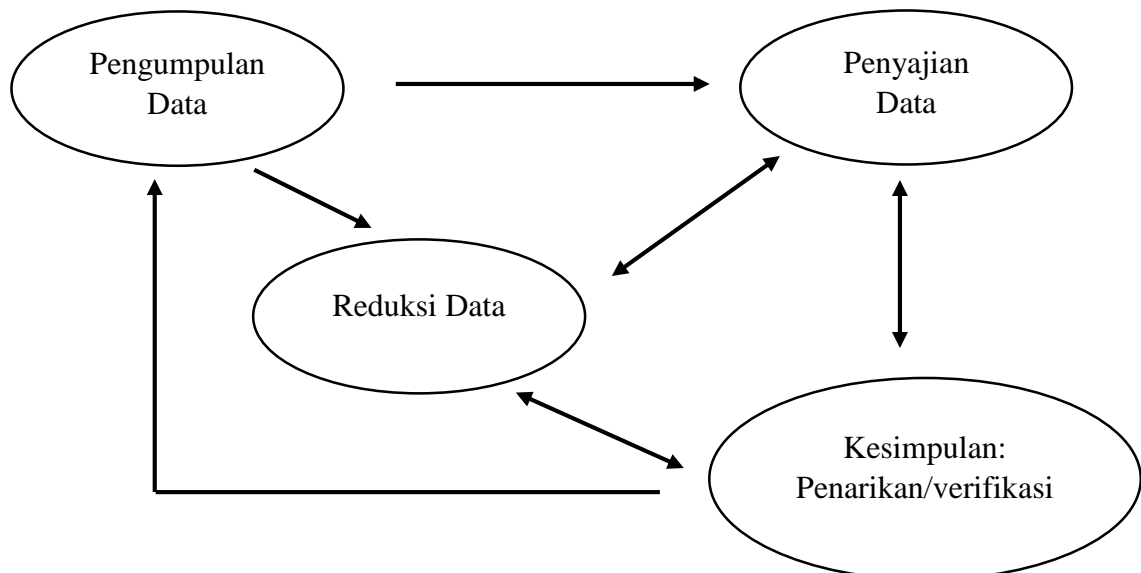 Pengumpulan
Data
Penyajian
Data
Reduksi Data
Kesimpulan:
Penarikan/verifikasi